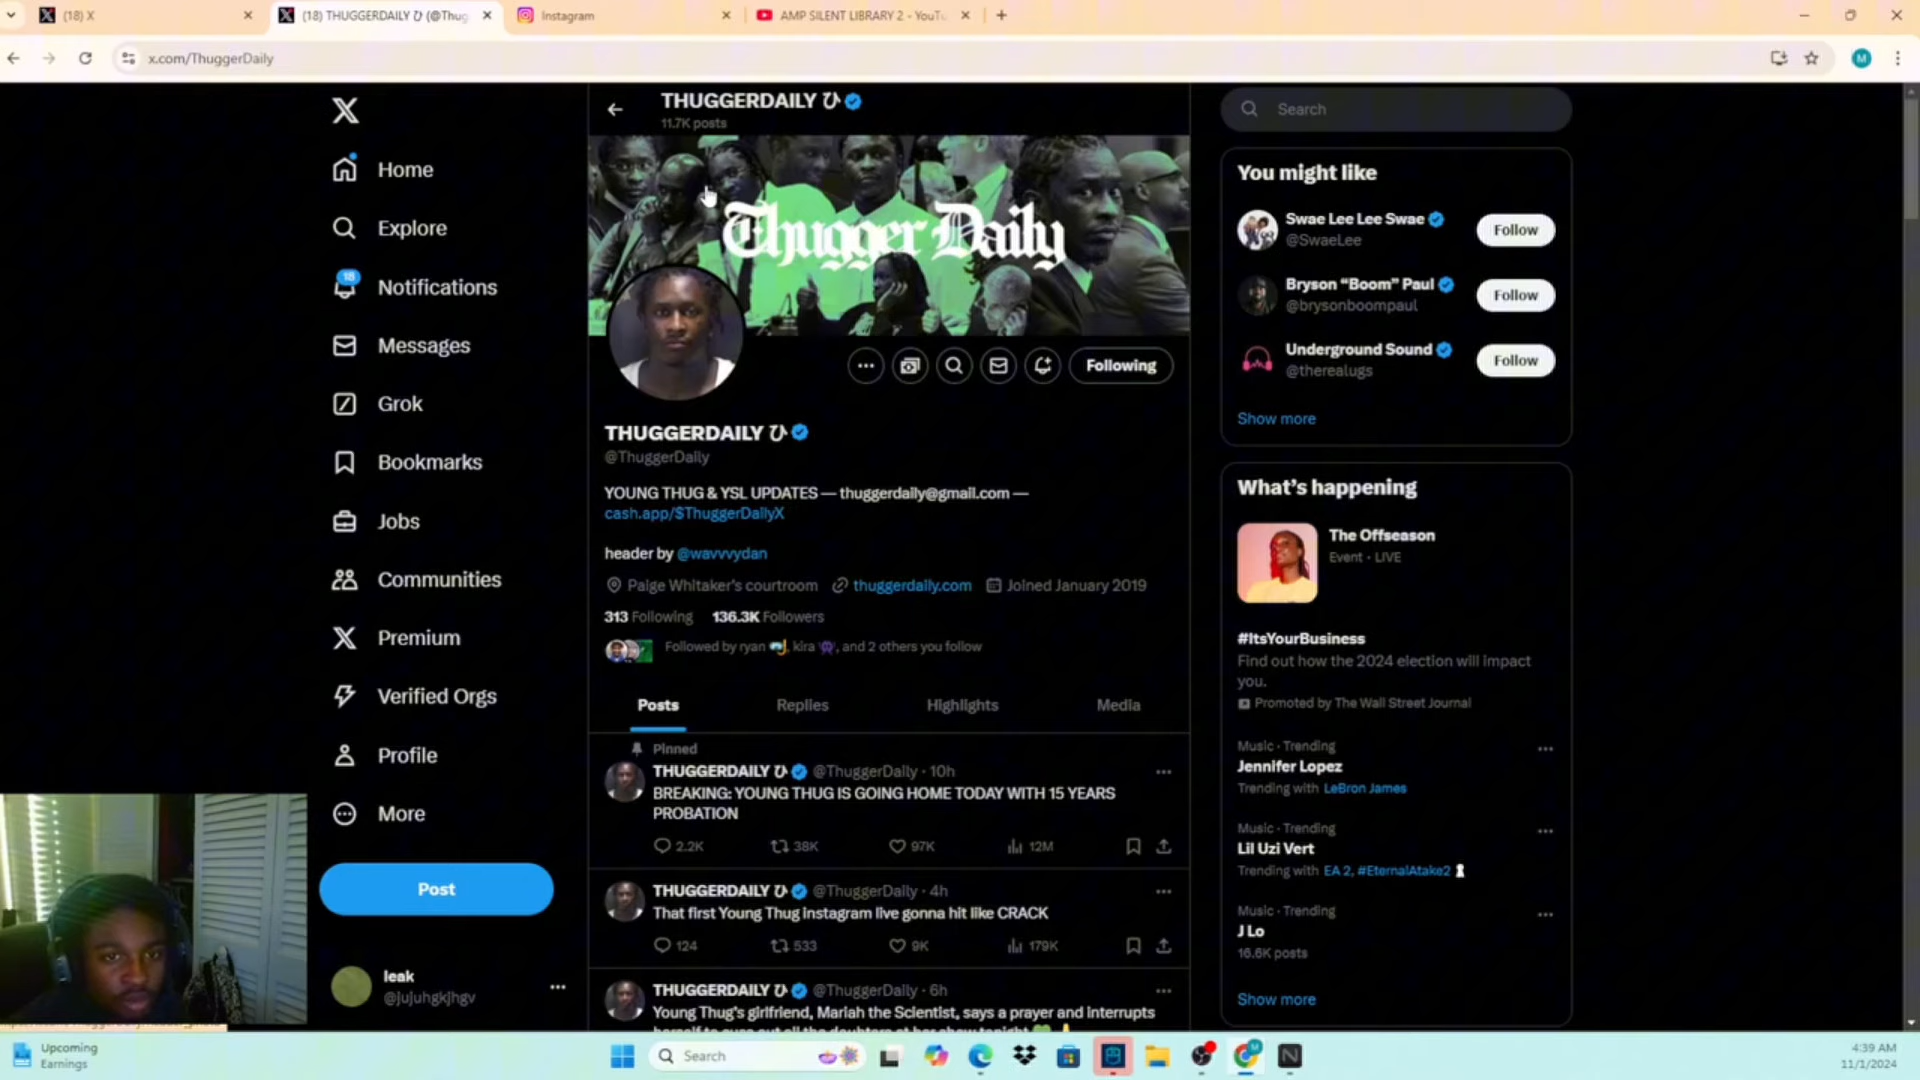 (18) X
(18) THUGGERDAILY ひ (@Thug
Instagram
AMP SILENT LIBRARY 2 - YouTu
x.com/ThuggerDaily
M
Home
Explore
18
Notifications
Messages
Grok
Bookmarks
Jobs
Communities
Premium
Verified Orgs
Profile
More
Post
leak
@jujuhgkjhgv
THUGGERDAILY ひ
11.7K posts
Thugger Daily
Following
THUGGERDAILY ひ
@ThuggerDaily
YOUNG THUG & YSL UPDATES — thuggerdaily@gmail.com —
cash.app/$ThuggerDailyX
header by @wavvvydan
Paige Whitaker's courtroom thuggerdaily.com Joined January 2019
313 Following 136.3K Followers
Followed by ryan 🤿, kira 👾, and 2 others you follow
Posts Replies Highlights Media
Pinned
THUGGERDAILY ひ @ThuggerDaily · 10h
BREAKING: YOUNG THUG IS GOING HOME TODAY WITH 15 YEARS
PROBATION
2.2K 38K 97K 12M
THUGGERDAILY ひ @ThuggerDaily · 4h
That first Young Thug instagram live gonna hit like CRACK
124 533 9K 179K
THUGGERDAILY ひ @ThuggerDaily · 6h
Young Thug's girlfriend, Mariah the Scientist, says a prayer and interrupts
Search
You might like
Swae Lee Lee Swae
@SwaeLee
Follow
Bryson “Boom” Paul
@brysonboompaul
Follow
Underground Sound
@therealugs
Follow
Show more
What's happening
The Offseason
Event · LIVE
#ItsYourBusiness
Find out how the 2024 election will impact
you.
Promoted by The Wall Street Journal
Music · Trending
Jennifer Lopez
Trending with LeBron James
Music · Trending
Lil Uzi Vert
Trending with EA 2, #EternalAtake2
Music · Trending
J Lo
16.6K posts
Show more
Upcoming
Earnings
Search
4:39 AM
11/1/2024